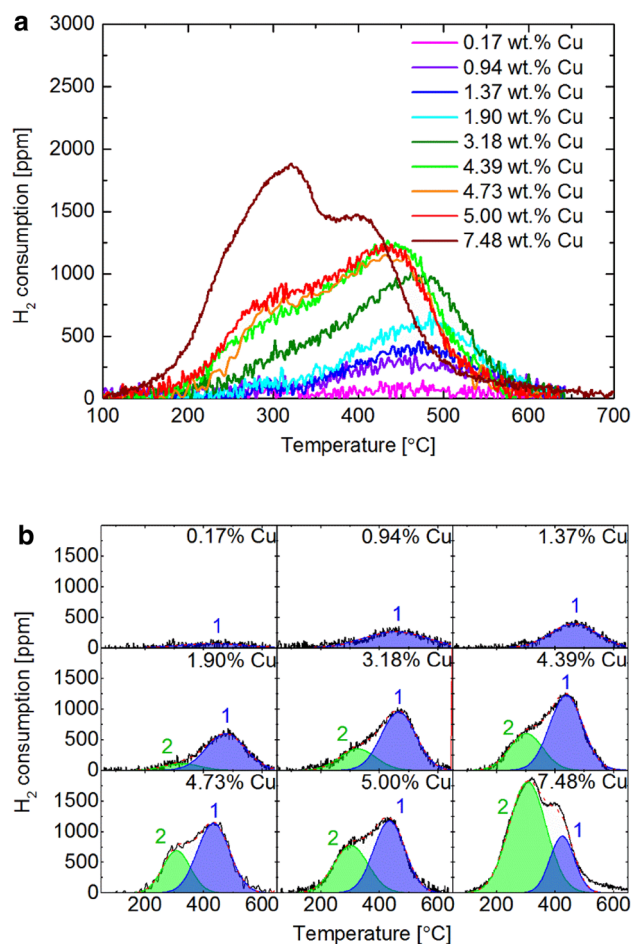 a
3000
2500
2000
1500
1000
500
0
H2 consumption [ppm]
0.17 wt.% Cu
0.94 wt.% Cu
1.37 wt.% Cu
1.90 wt.% Cu
3.18 wt.% Cu
4.39 wt.% Cu
4.73 wt.% Cu
5.00 wt.% Cu
7.48 wt.% Cu
100 200 300 400 500 600 700
Temperature [°C]
b
H2 consumption [ppm]
0.17% Cu 0.94% Cu 1.37% Cu
2000
1500
1000
500
0
1 1 1
1.90% Cu 3.18% Cu 4.39% Cu
1500
1000
500
0
2 1 2 1 2 1
4.73% Cu 5.00% Cu 7.48% Cu
1500
1000
500
0
2 1 2 1 2 1
200 400 600 200 400 600 200 400 600
Temperature [°C]